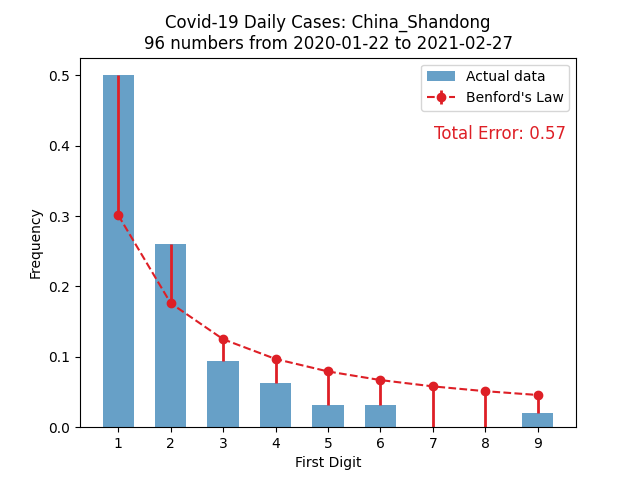 Covid-19 Daily Cases: China_Shandong
96 numbers from 2020-01-22 to 2021-02-27
Actual data
Benford's Law
Total Error: 0.57
Frequency
0.5
0.4
0.3
0.2
0.1
0.0
1 2 3 4 5 6 7 8 9
First Digit